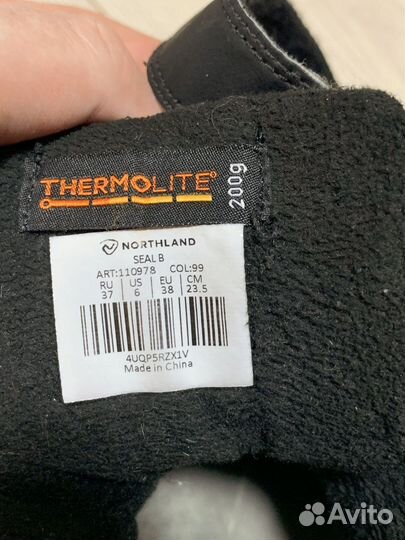 THERMOLITE®
200g
NORTHLAND
SEAL B
ART:110978 COL:99
RU US EU CM
37 6 38 23.5
4UQP5RZX1V
Made in China
Avito